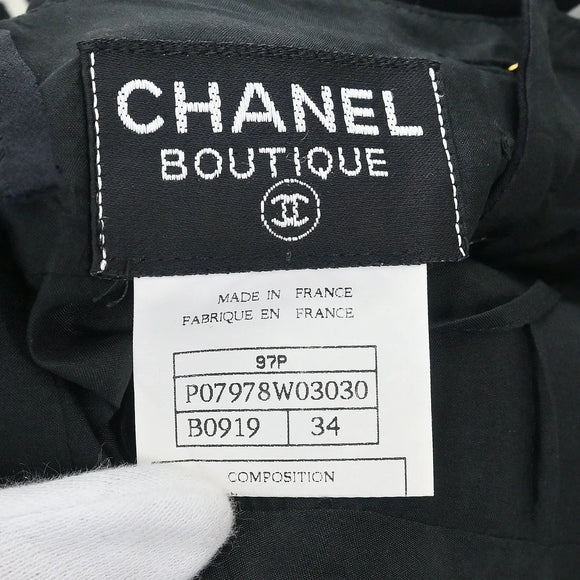 CHANEL
BOUTIQUE
MADE IN FRANCE
FABRIQUE EN FRANCE
97P
P07978W03030
B0919 34
COMPOSITION